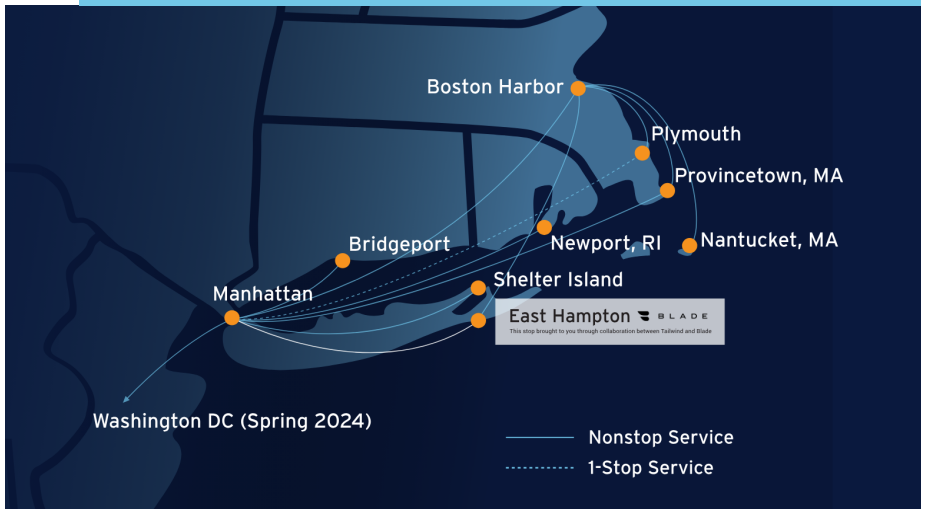 Boston Harbor
Plymouth
Provincetown, MA
Bridgeport
Newport, RI
Nantucket, MA
Shelter Island
Manhattan
East Hampton BLADE
This stop brought to you through collaboration between Tailwind and Blade
Washington DC (Spring 2024)
Nonstop Service
1-Stop Service